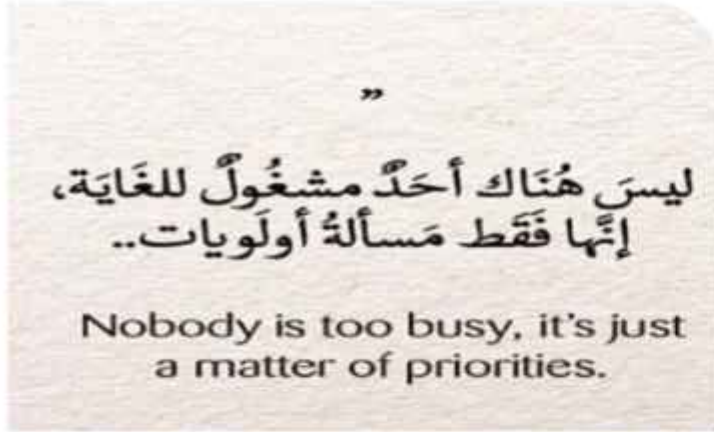 ”
ليسَ هُنَاك أحَدٌ مشغُولٌ للغَايَة،
إنَّها فَقَط مَسألةُ أولَويات..
Nobody is too busy, it's just
a matter of priorities.